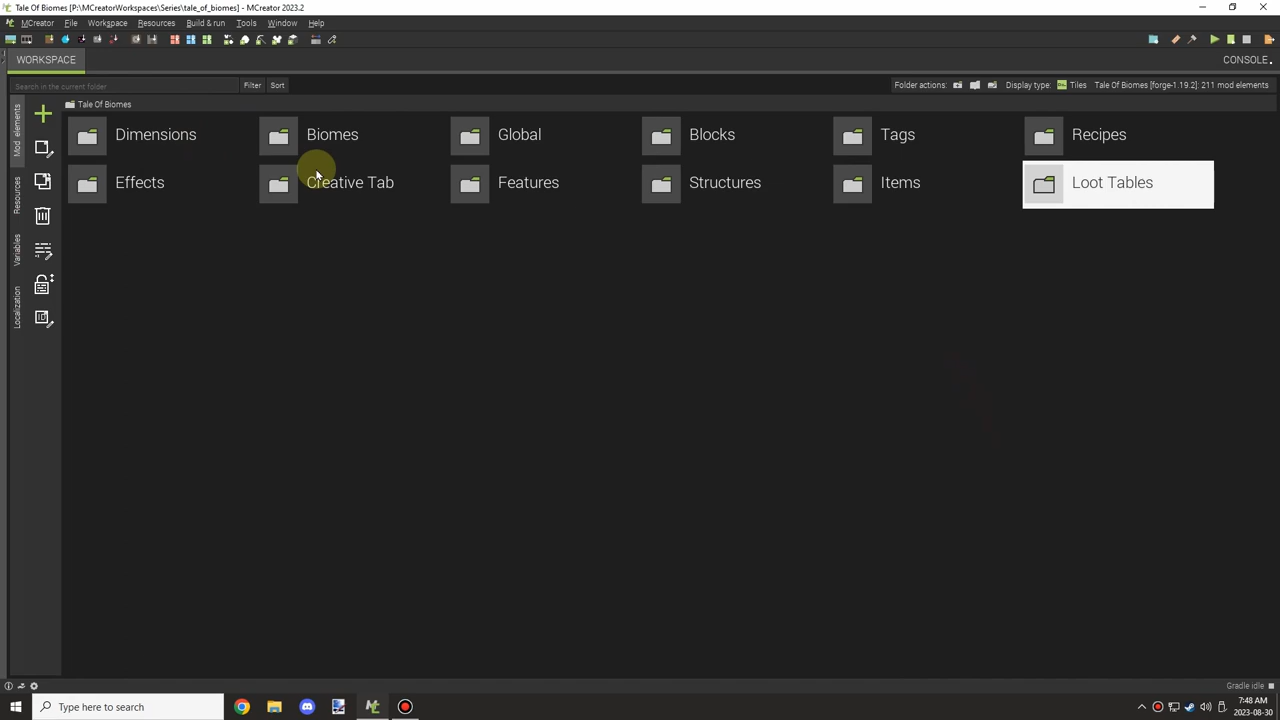 Tale Of Biomes [P:\MCreatorWorkspaces\Series\tale_of_biomes] - MCreator 2023.2
MCreator File Workspace Resources Build & run Tools Window Help
WORKSPACE
CONSOLE
Search in the current folder
Filter
Sort
Folder actions:
Display type: Tiles
Tale Of Biomes [forge-1.19.2]: 211 mod elements
Mod elements
Resources
Variables
Localization
Tale Of Biomes
Dimensions
Biomes
Global
Blocks
Tags
Recipes
Effects
Creative Tab
Features
Structures
Items
Loot Tables
Gradle idle
Type here to search
7:48 AM
2023-08-30